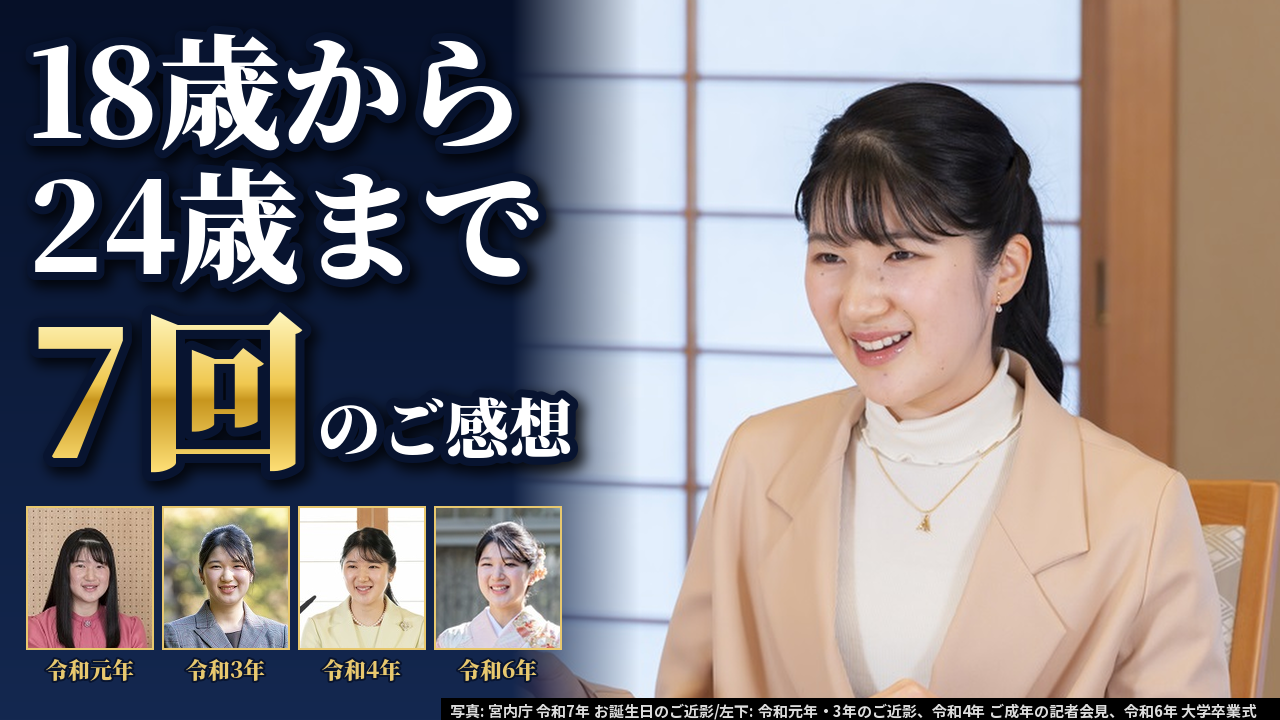 18歳から
24歳まで
7回のご感想
令和元年
令和3年
令和4年
令和6年
写真: 宮内庁 令和7年 お誕生日のご近影/左下: 令和元年・3年のご近影、令和4年 ご成年の記者会見、令和6年 大学卒業式